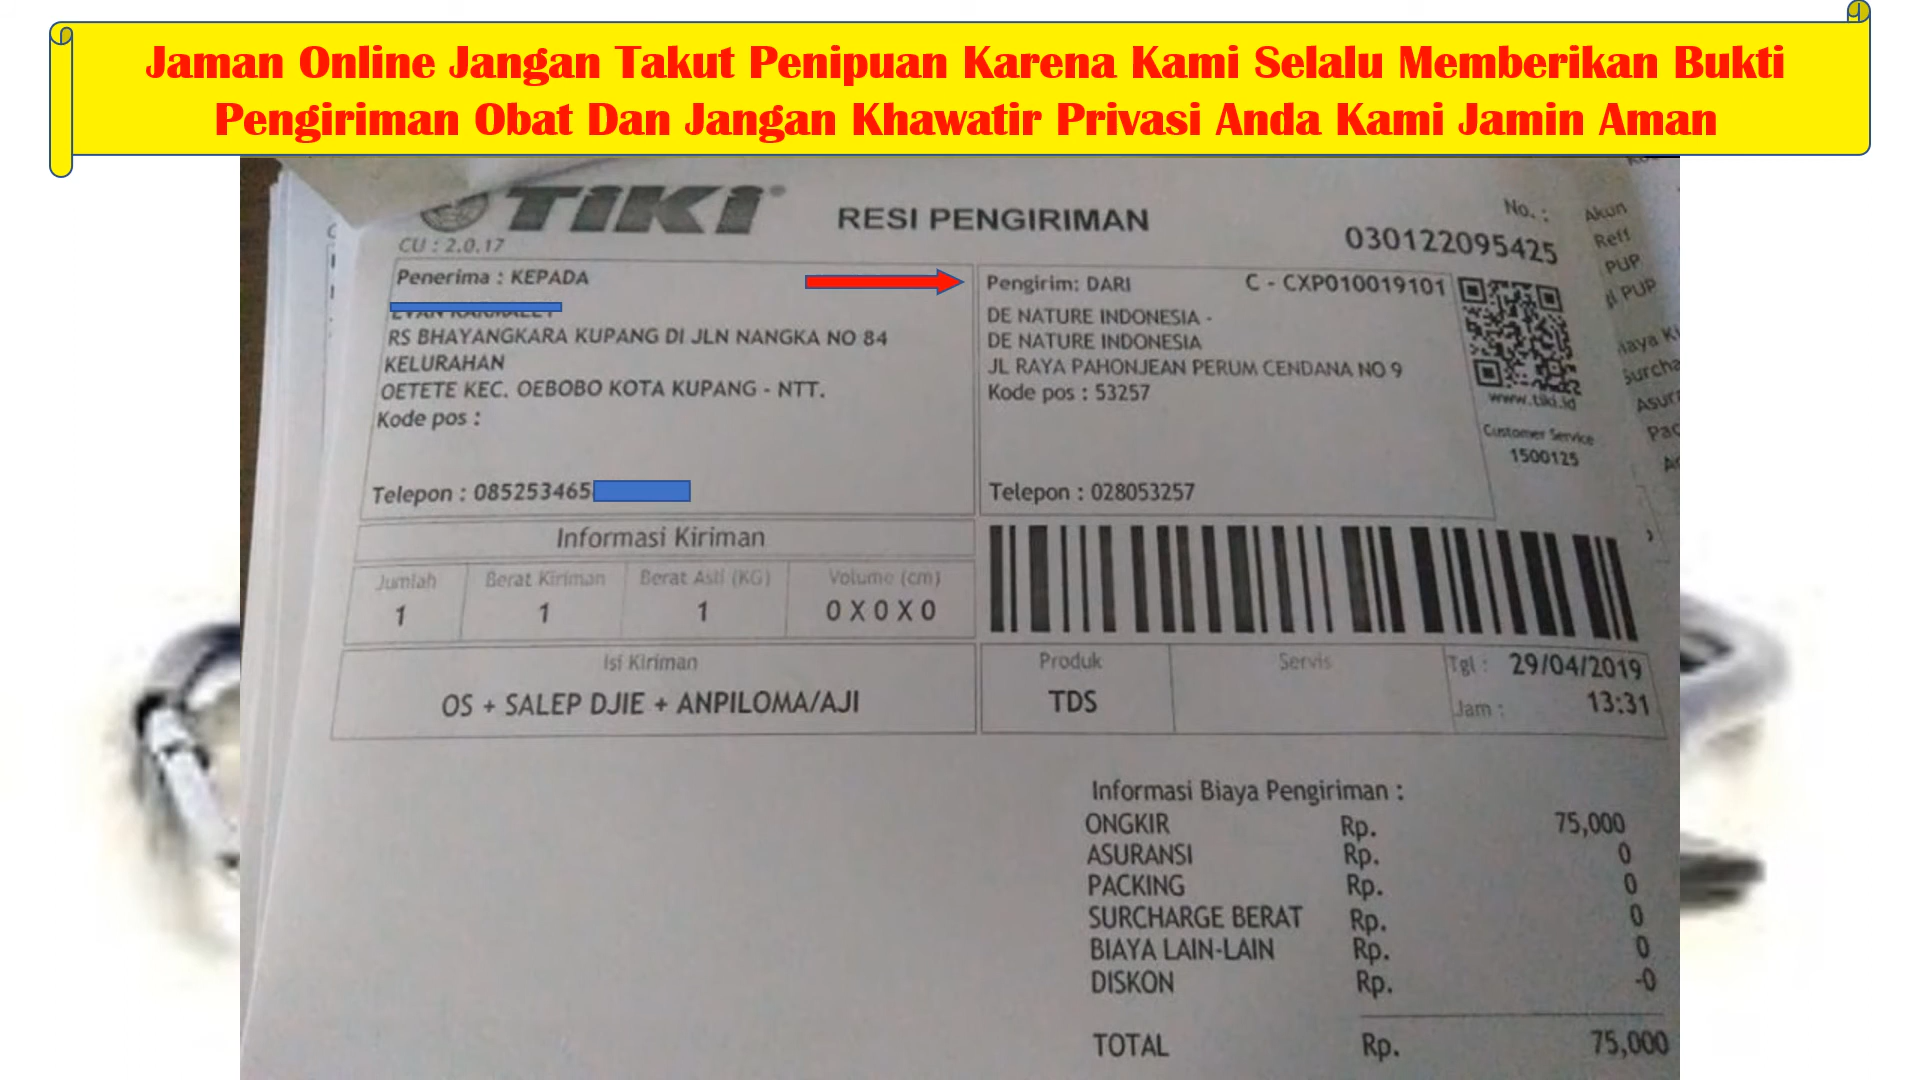 Jaman Online Jangan Takut Penipuan Karena Kami Selalu Memberikan Bukti
Pengiriman Obat Dan Jangan Khawatir Privasi Anda Kami Jamin Aman
TIKI
RESI PENGIRIMAN
No. :
030122095425
CU : 2.0.17
Penerima : KEPADA
RS BHAYANGKARA KUPANG DI JLN NANGKA NO 84
KELURAHAN
OETETE KEC. OEBOBO KOTA KUPANG - NTT.
Kode pos :
Telepon : 085253465
Pengirim: DARI
C - CXP010019101
DE NATURE INDONESIA -
DE NATURE INDONESIA
JL RAYA PAHONJEAN PERUM CENDANA NO 9
Kode pos : 53257
Telepon : 028053257
www.tiki.id
Customer Service
1500125
Akun
Reff
PUP
PUP
Informasi Kiriman
Jumlah Berat Kiriman Berat Asli (KG) Volume (cm)
1 1 1 0 X 0 X 0
Isi Kiriman
OS + SALEP DJIE + ANPILOMA/AJI
Produk
TDS
Servis
Tgl : 29/04/2019
Jam : 13:31
Informasi Biaya Pengiriman :
ONGKIR Rp. 75,000
ASURANSI Rp. 0
PACKING Rp. 0
SURCHARGE BERAT Rp. 0
BIAYA LAIN-LAIN Rp. 0
DISKON Rp. -0
TOTAL Rp. 75,000